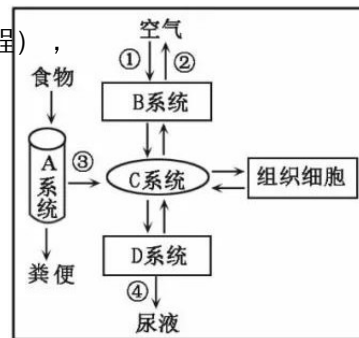 程），
空气
① ②
食物
B系统
A系统
③
C系统
组织细胞
D系统
粪便
④
尿液